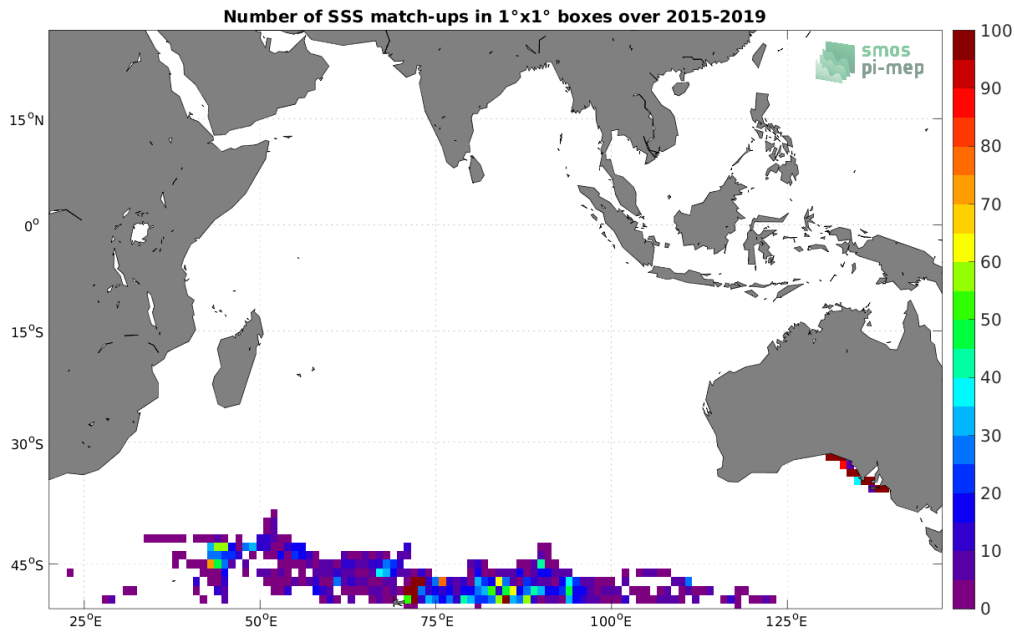 Number of SSS match-ups in 1°x1° boxes over 2015-2019
smos
pi-mep
100
90
80
70
60
50
40
30
20
10
0
15°N
0°
15°S
30°S
45°S
25°E
50°E
75°E
100°E
125°E